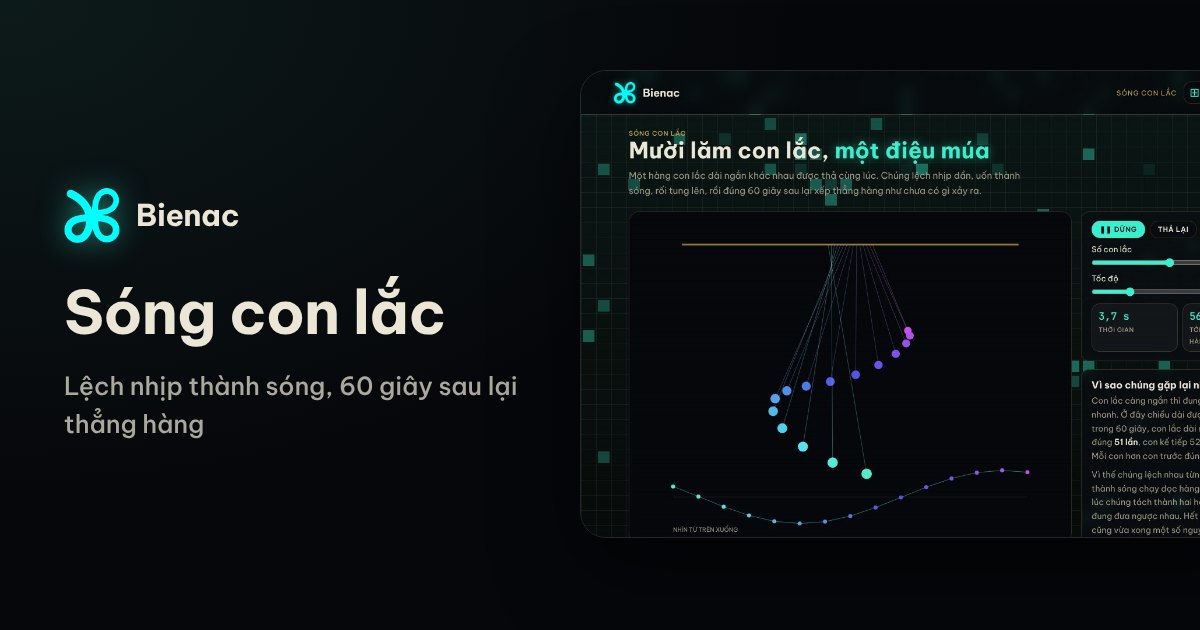 Bienac
Sóng con lắc
Lệch nhịp thành sóng, 60 giây sau lại
thẳng hàng
Bienac
SÓNG CON LẮC
SÓNG CON LẮC
Mười lăm con lắc, một điệu múa
Một hàng con lắc dài ngắn khác nhau được thả cùng lúc. Chúng lệch nhịp dần, uốn thành
sóng, rối tung lên, rồi đúng 60 giây sau lại xếp thẳng hàng như chưa có gì xảy ra.
DỪNG
THẢ LẠI
Số con lắc
Tốc độ
3,7 s
THỜI GIAN
NHÌN TỪ TRÊN XUỐNG
Vì sao chúng gặp lại
Con lắc càng ngắn thì
nhanh. Ở đây chiều dài
trong 60 giây, con lắc dài
đúng 51 lần, con kế tiếp 52
Mỗi con hơn con trước
Vì thế chúng lệch nhau từng
thành sóng chạy dọc hàng
lúc chúng tách thành hai
đung đưa ngược nhau. Hết
cũng vừa xong một số